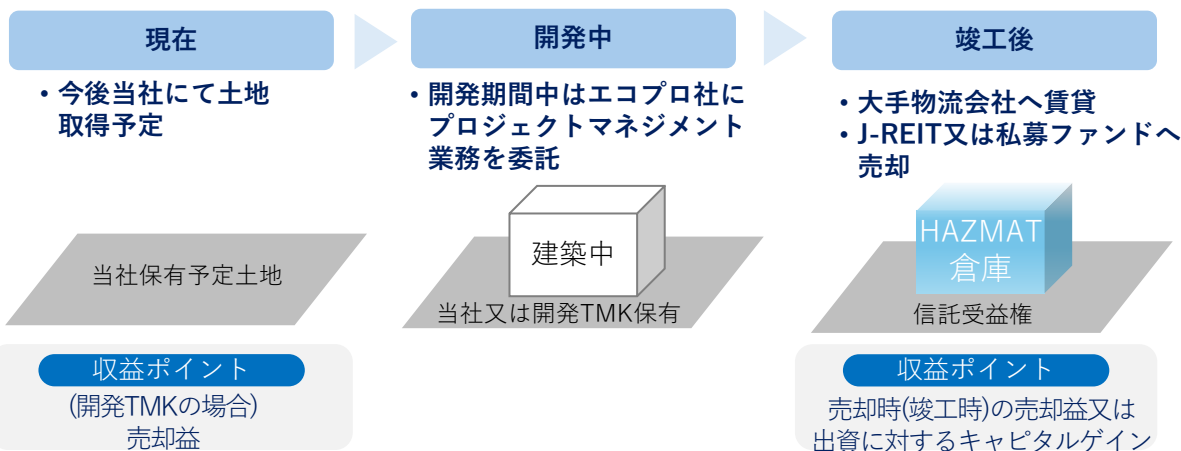 現在
・今後当社にて土地
取得予定
当社保有予定土地
収益ポイント
(開発TMKの場合)
売却益
開発中
・開発期間中はエコプロ社に
プロジェクトマネジメント
業務を委託
建築中
当社又は開発TMK保有
竣工後
・大手物流会社へ賃貸
・J-REIT又は私募ファンドへ
売却
HAZMAT
倉庫
信託受益権
収益ポイント
売却時(竣工時)の売却益又は
出資に対するキャピタルゲイン